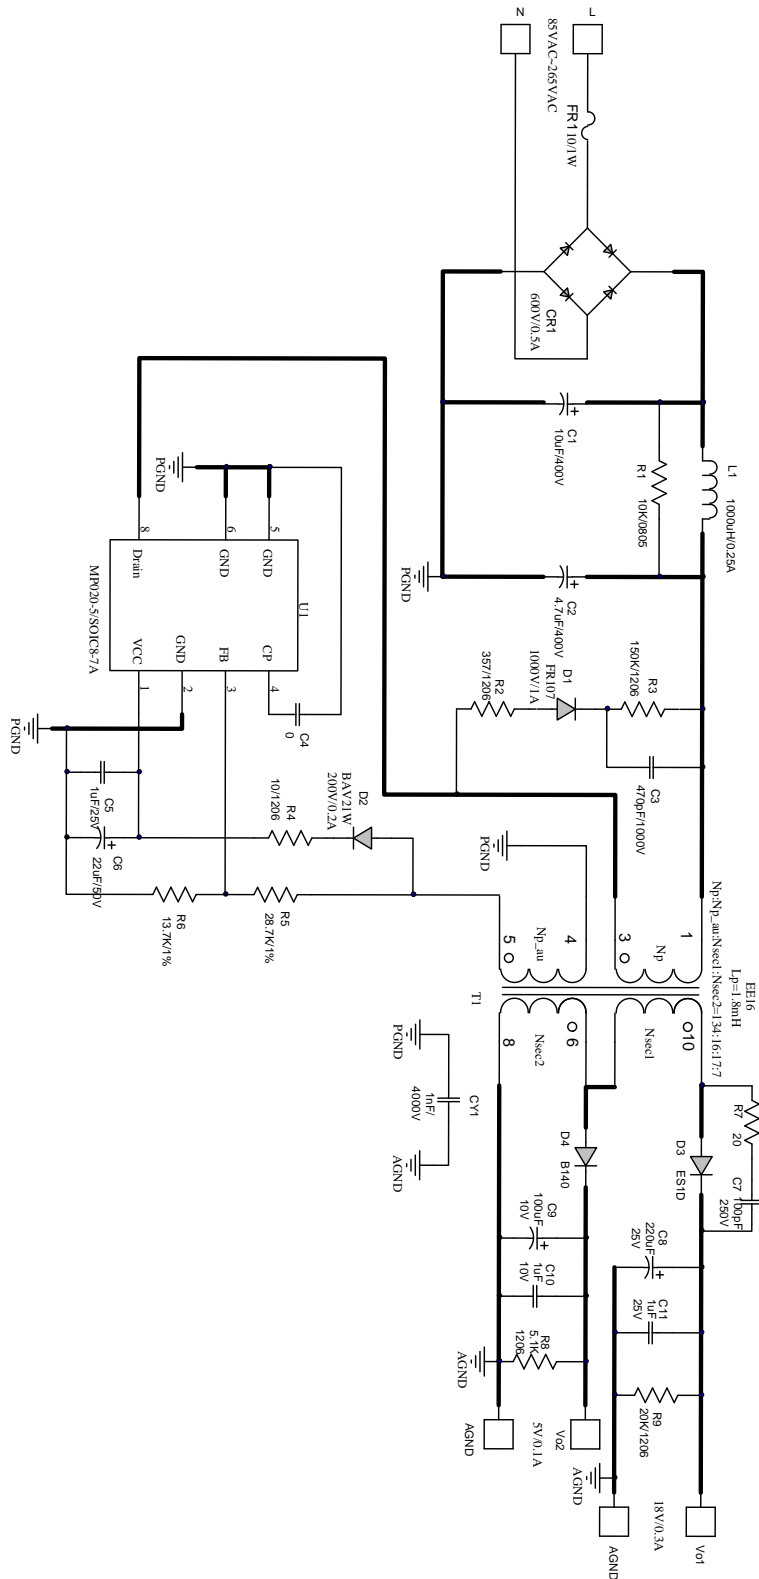 N
L
85VAC~265VAC
FR1 10/1W
CR1
600V/0.5A
C1
10uF/400V
R1
10K/0805
L1
1000uH/0.25A
C2
4.7uF/400V
PGND
R3
150K/1206
C3
470pF/1000V
D1
FR107
1000V/1A
R2
357/1206
PGND
8
6
5
Drain
GND
GND
U1
MP020-5/SOIC8-7A
VCC
GND
FB
CP
1
2
3
4
C4
0
PGND
C5
1uF/25V
C6
22uF/50V
R4
10/1206
D2
BAV21W
200V/0.2A
R6
13.7K/1%
R5
28.7K/1%
PGND
Np:Np_au:Nsec1:Nsec2=134:16:17:7
Lp=1.8mH
EE16
5
4
3
1
Np_au
Np
T1
Nsec2
Nsec1
8
6
10
PGND
CY1
1nF/
4000V
AGND
R7
20
C7
100pF
250V
D3
ES1D
D4
B140
C8
220uF
25V
C11
1uF
25V
R9
20K/1206
C9
100uF
10V
C10
1uF
10V
R8
5.1K
1206
AGND
AGND
5V/0.1A
Vo2
AGND
AGND
18V/0.3A
Vo1